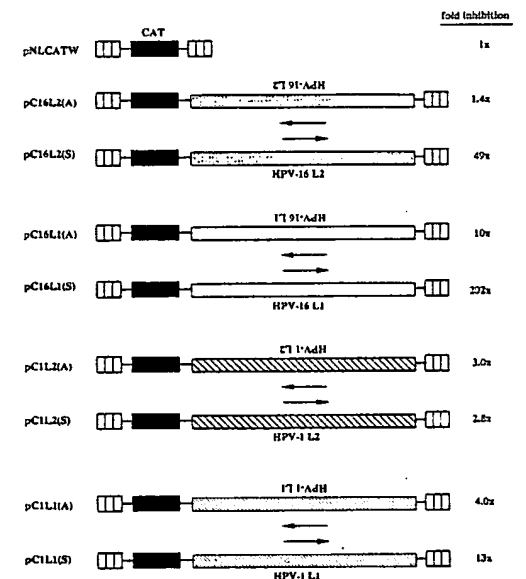 fold inhibition
CAT
pNLCATW 1x
HPV-16 L2
pC16L2(A) 1.4x
pC16L2(S) 49x
HPV-16 L2
HPV-16 L1
pC16L1(A) 10x
pC16L1(S) 202x
HPV-16 L1
HPV-1 L2
pC1L2(A) 3.0x
pC1L2(S) 2.8x
HPV-1 L2
HPV-1 L1
pC1L1(A) 4.0x
pC1L1(S) 13x
HPV-1 L1